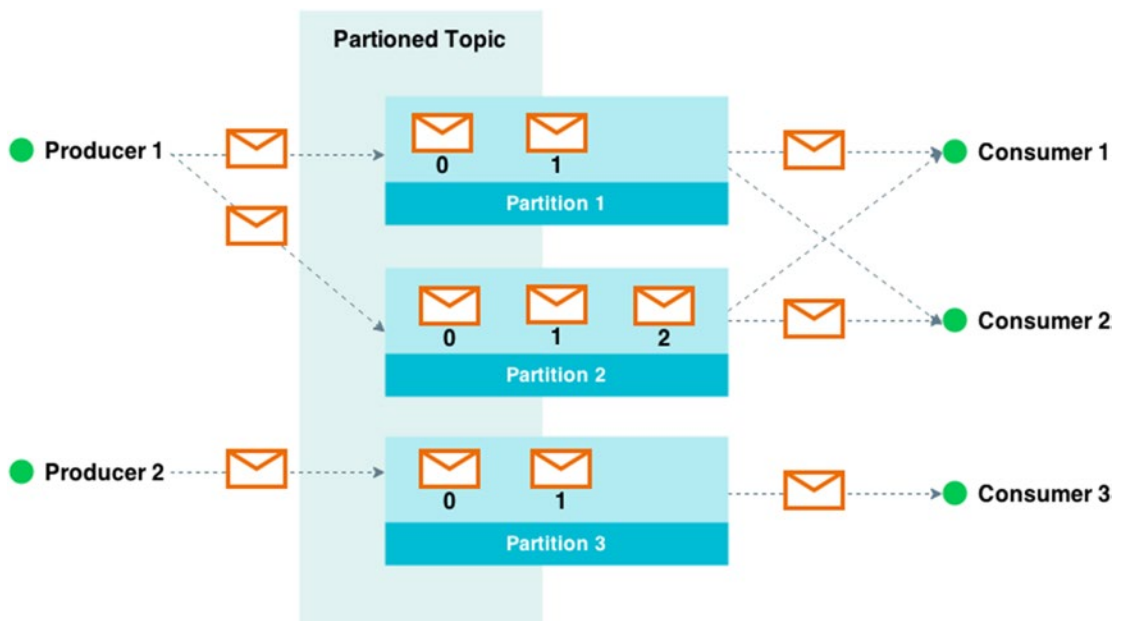 Partioned Topic
Producer 1
0 1
Partition 1
Consumer 1
0 1 2
Partition 2
Consumer 2
Producer 2
0 1
Partition 3
Consumer 3